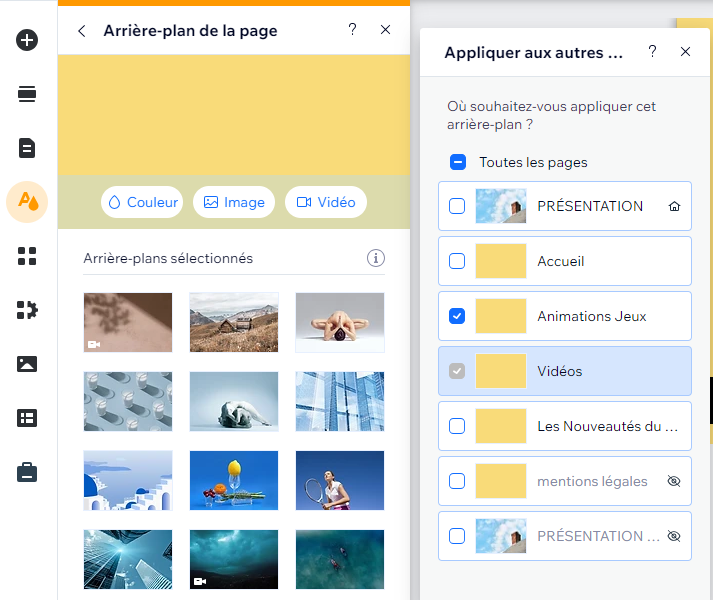 Arrière-plan de la page
?
Couleur
Image
Vidéo
Arrière-plans sélectionnés
Appliquer aux autres ...
?
Où souhaitez-vous appliquer cet
arrière-plan ?
Toutes les pages
PRÉSENTATION
Accueil
Animations Jeux
Vidéos
Les Nouveautés du ...
mentions légales
PRÉSENTATION ...